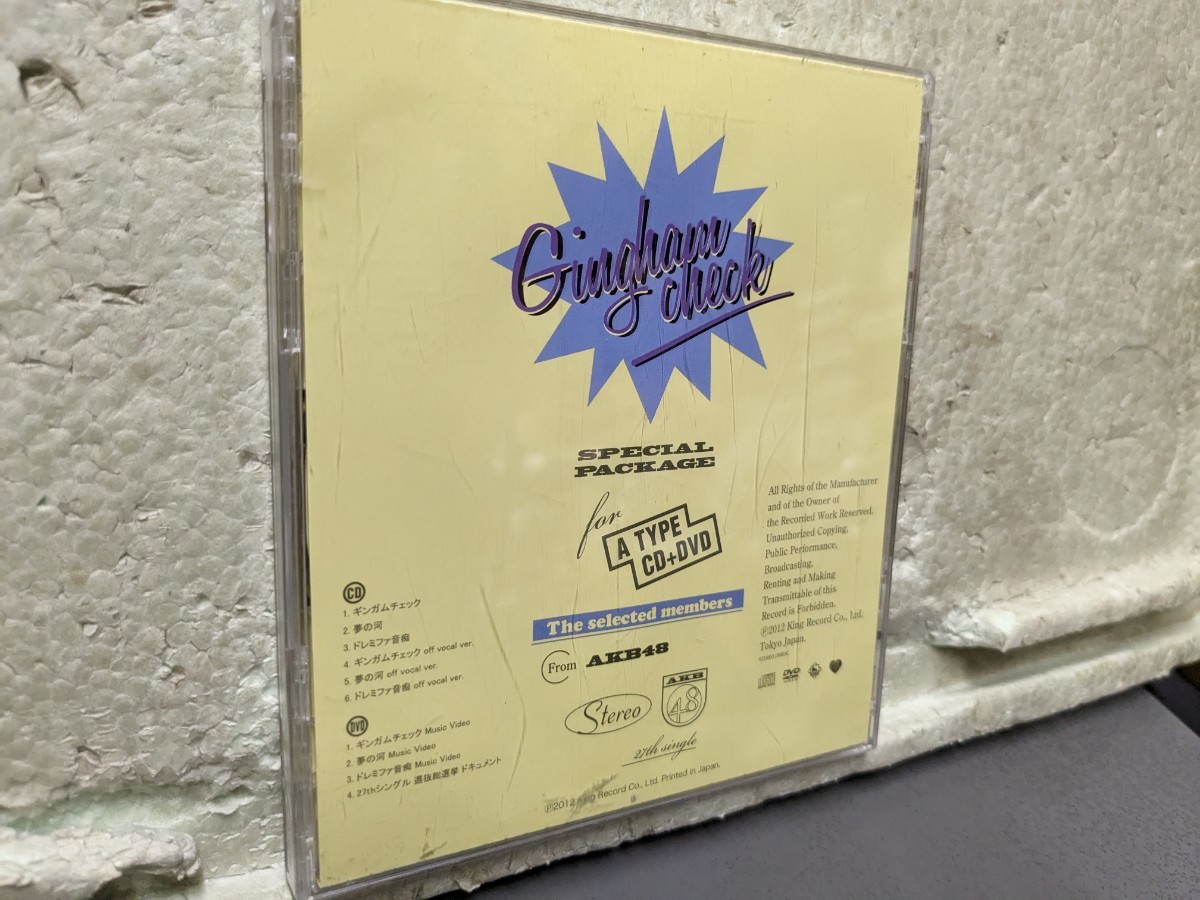 Gingham
check
SPECIAL
PACKAGE
for
A TYPE
CD+DVD
The selected members
From AKB48
Stereo
AKB
48
27th single
℗2012 King Record Co., Ltd. Printed in Japan.
CD
1. ギンガムチェック
2. 夢の河
3. ドレミファ音痴
4. ギンガムチェック off vocal ver.
5. 夢の河 off vocal ver.
6. ドレミファ音痴 off vocal ver.
DVD
1. ギンガムチェック Music Video
2. 夢の河 Music Video
3. ドレミファ音痴 Music Video
4. 27thシングル 選抜総選挙 ドキュメント
All Rights of the Manufacturer
and of the Owner of
the Recorded Work Reserved.
Unauthorized Copying,
Public Performance,
Broadcasting,
Renting and Making
Transmittable of this
Record is Forbidden.
℗2012 King Record Co., Ltd.
Tokyo Japan.
DVD